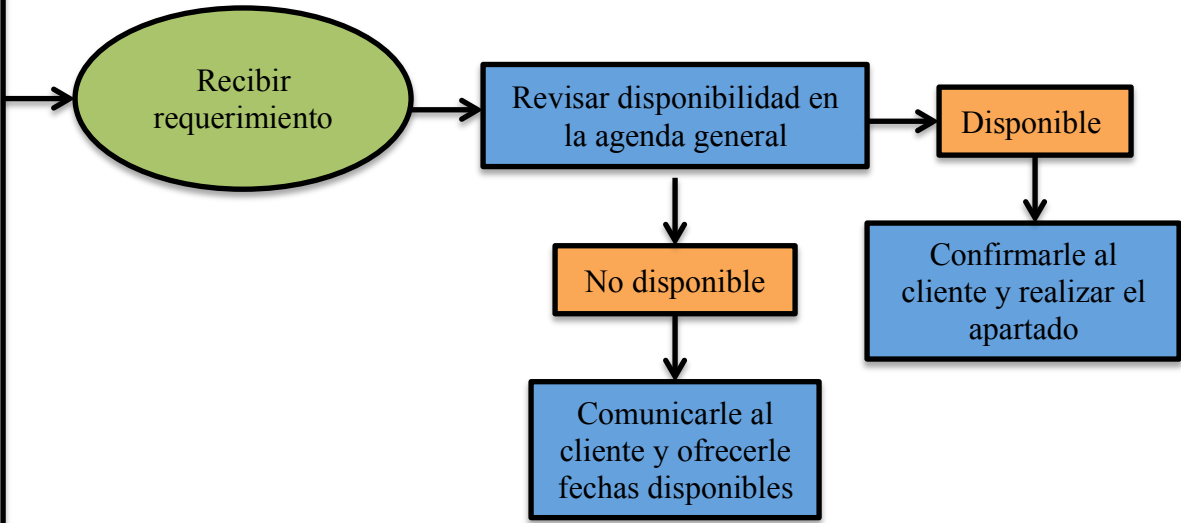 Recibir
requerimiento
Revisar disponibilidad en
la agenda general
Disponible
No disponible
Confirmarle al
cliente y realizar el
apartado
Comunicarle al
cliente y ofrecerle
fechas disponibles